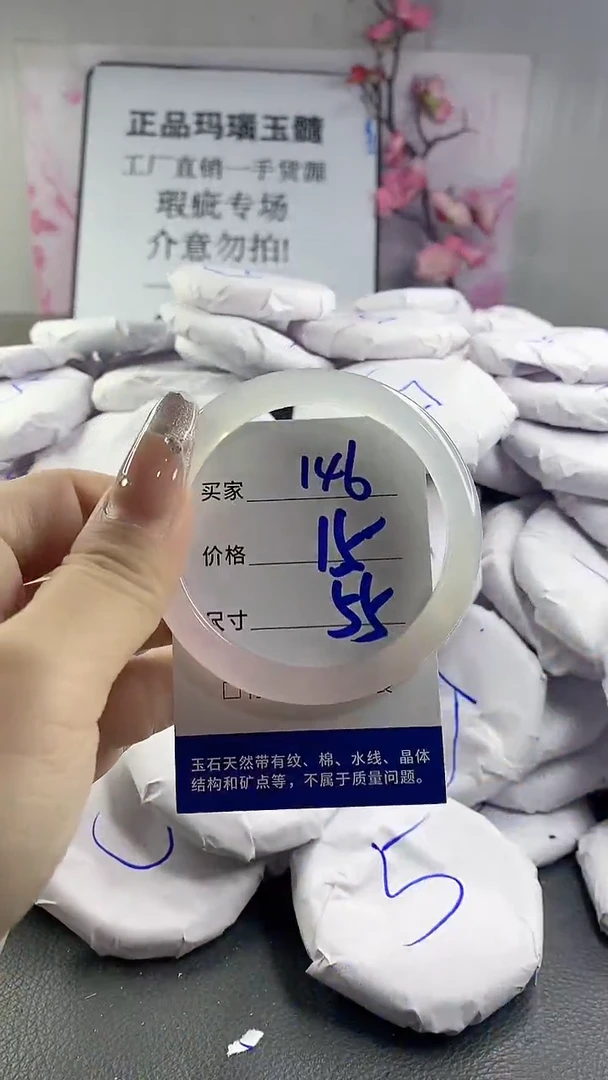 正品玛瑙玉髓
工厂直销一手货源
瑕疵专场
介意勿拍!
买家 146
价格 151
尺寸 55
玉石天然带有纹、棉、水线、晶体
结构和矿点等，不属于质量问题。
5